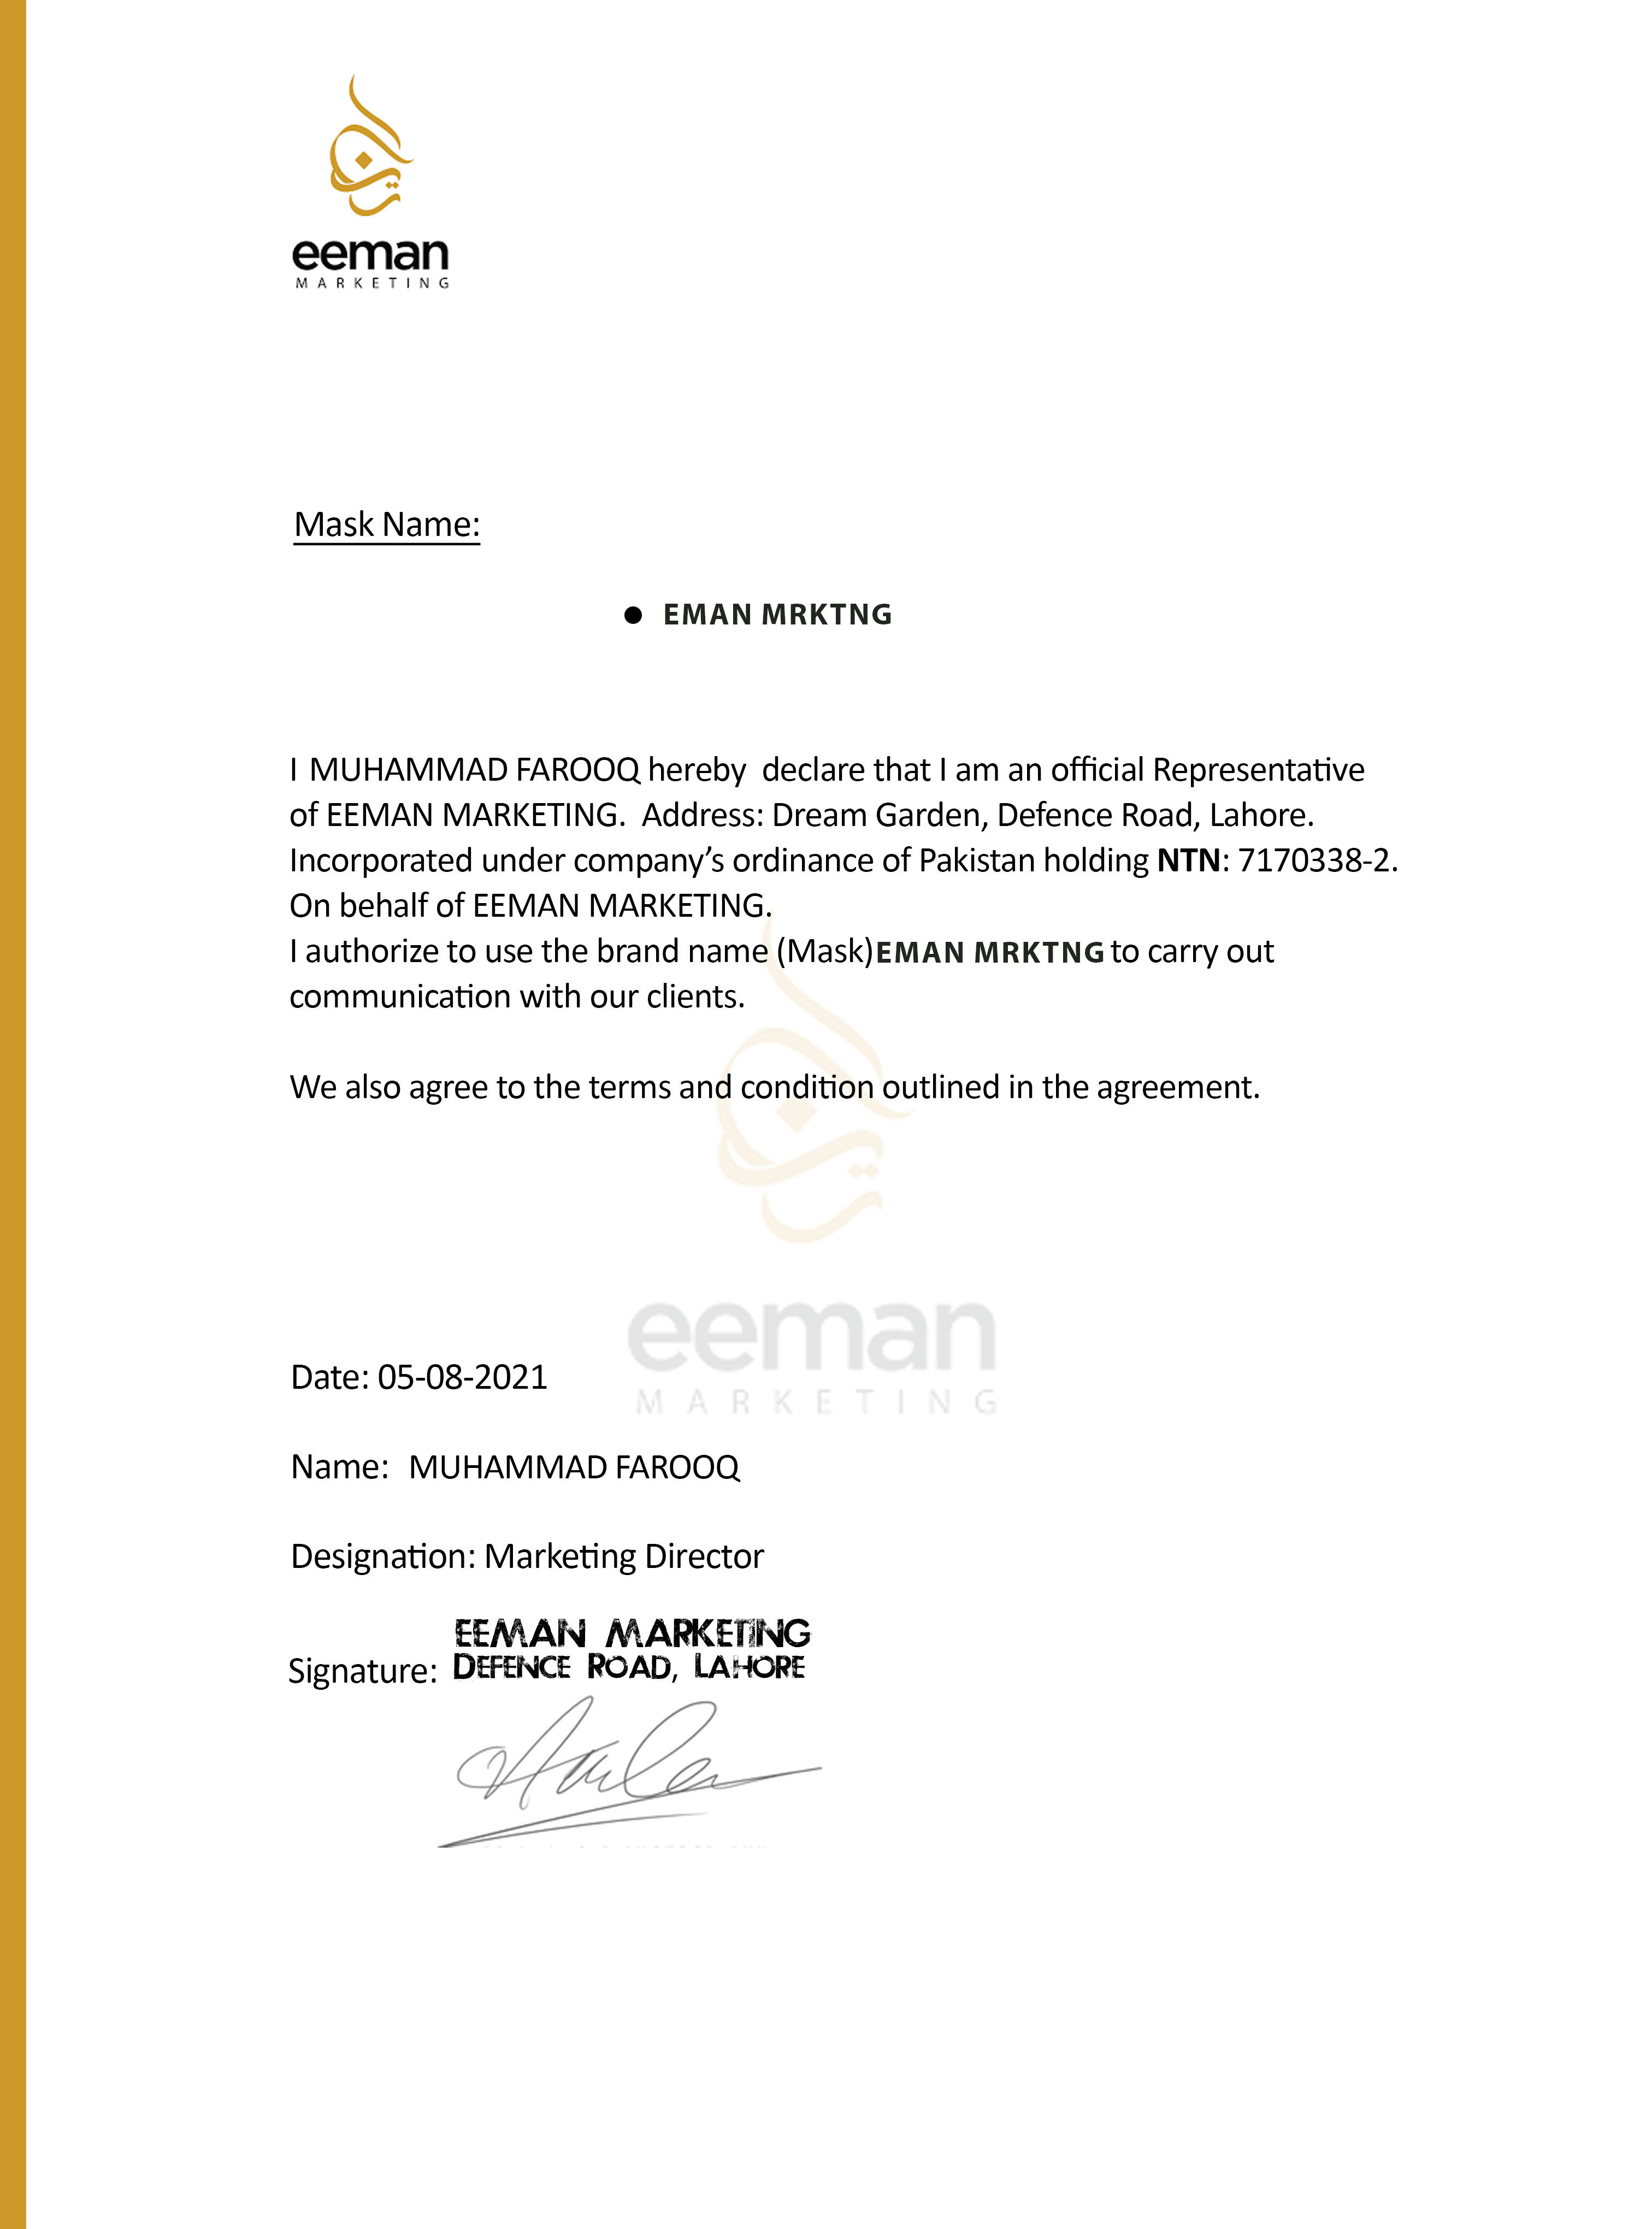 eeman
MARKETING
Mask Name:
● EMAN MRKTNG
I MUHAMMAD FAROOQ hereby declare that I am an official Representative
of EEMAN MARKETING. Address: Dream Garden, Defence Road, Lahore.
Incorporated under company’s ordinance of Pakistan holding NTN: 7170338-2.
On behalf of EEMAN MARKETING.
I authorize to use the brand name (Mask)EMAN MRKTNG to carry out
communication with our clients.
We also agree to the terms and condition outlined in the agreement.
eeman
MARKETING
Date: 05-08-2021
Name: MUHAMMAD FAROOQ
Designation: Marketing Director
EEMAN MARKETING
Signature: DEFENCE ROAD, LAHORE